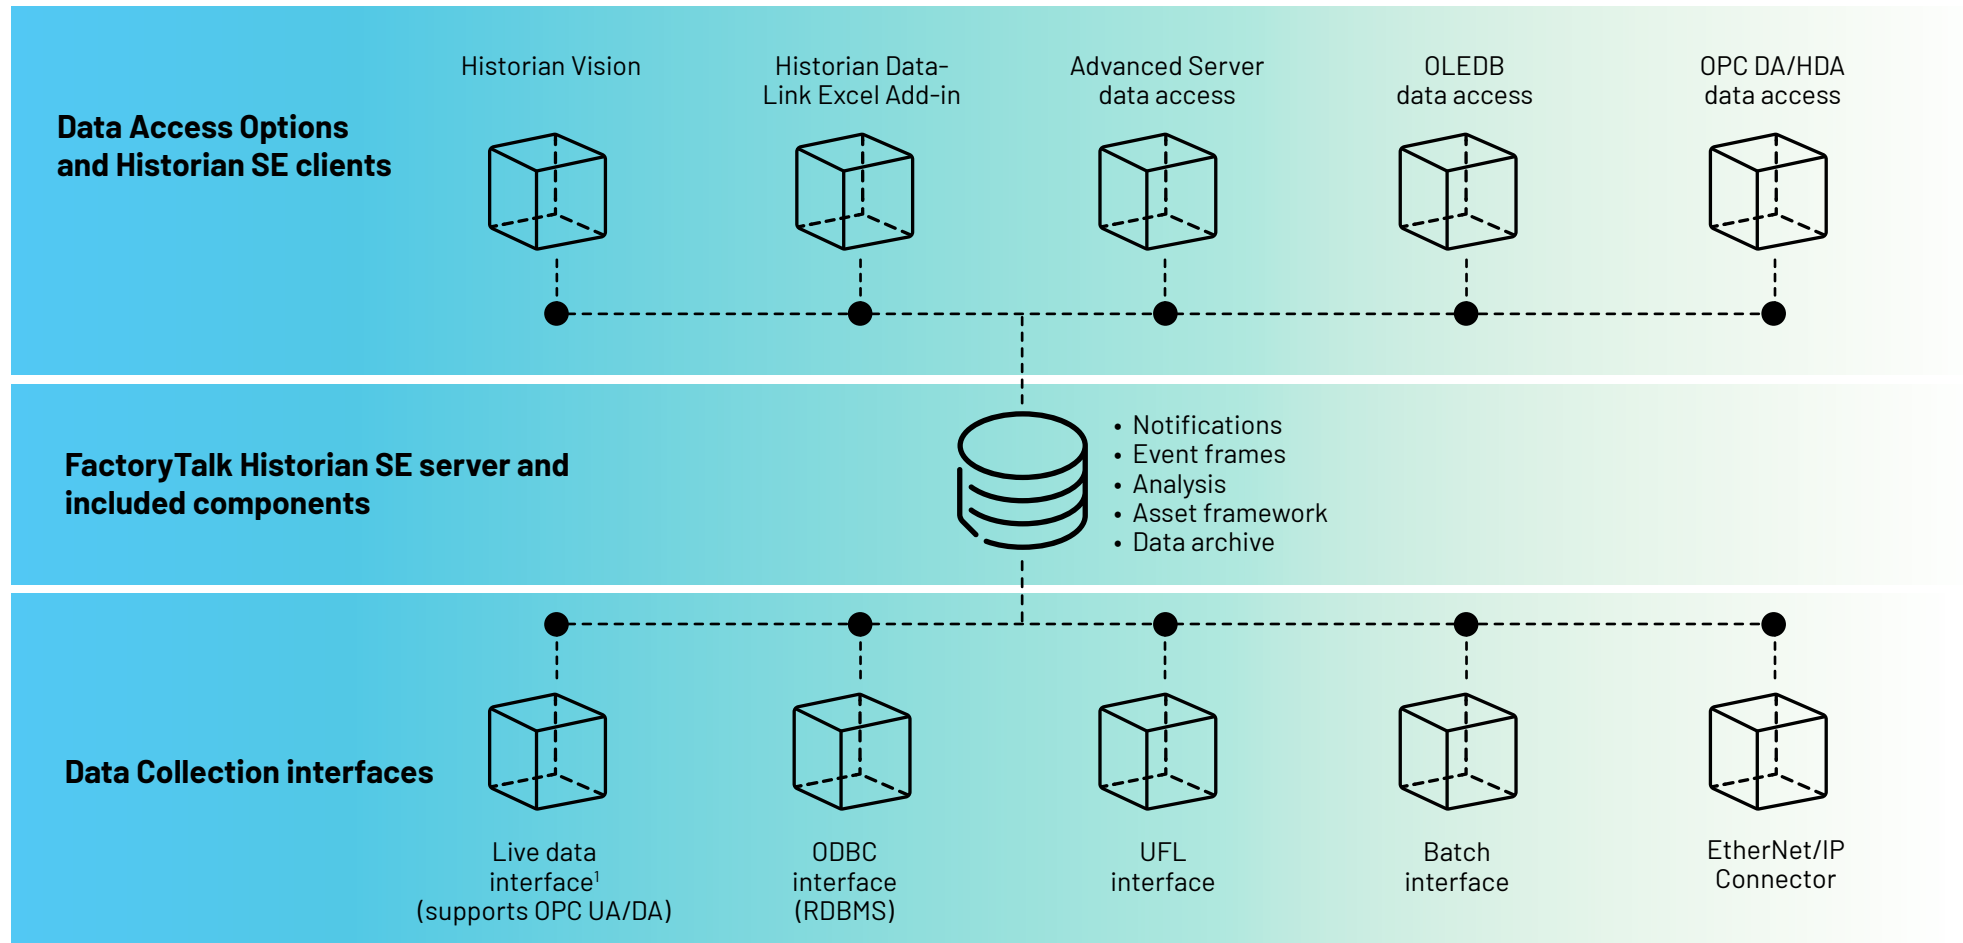 Historian Vision
Historian Data-
Link Excel Add-in
Advanced Server
data access
OLEDB
data access
OPC DA/HDA
data access
Data Access Options
and Historian SE clients
FactoryTalk Historian SE server and
included components
• Notifications
• Event frames
• Analysis
• Asset framework
• Data archive
Data Collection interfaces
Live data
interface¹
(supports OPC UA/DA)
ODBC
interface
(RDBMS)
UFL
interface
Batch
interface
EtherNet/IP
Connector